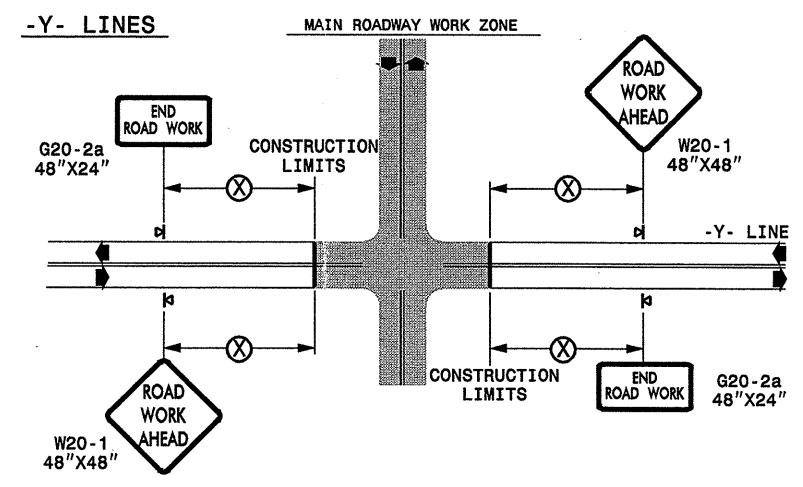 -Y- LINES
MAIN ROADWAY WORK ZONE
END
ROAD WORK
G20-2a
48"X24"
CONSTRUCTION
LIMITS
ROAD
WORK
AHEAD
W20-1
48"X48"
X
X
-Y- LINE
X
X
ROAD
WORK
AHEAD
W20-1
48"X48"
CONSTRUCTION
LIMITS
END
ROAD WORK
G20-2a
48"X24"